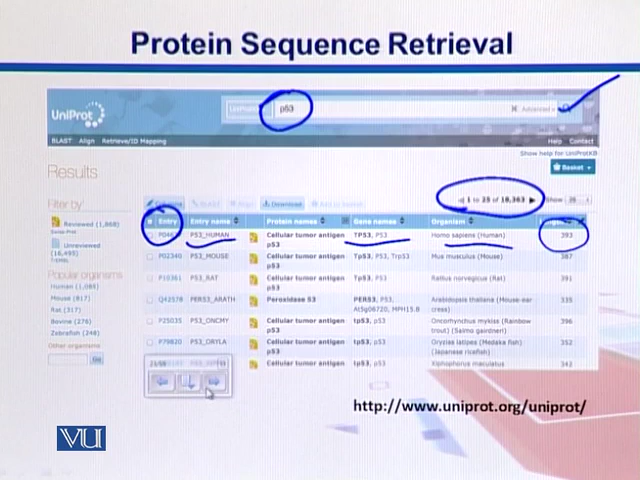 Protein Sequence Retrieval
UniProt
p53
Advanced
BLAST Align Retrieve/ID Mapping
Help Contact
Show help for UniProtKB
Results
Basket
Filter by
Reviewed (1,868)
Swiss-Prot
Unreviewed
(16,495)
TrEMBL
Popular organisms
Human (1,085)
Mouse (817)
Rat (317)
Bovine (276)
Zebrafish (248)
Other organisms
Go
Columns BLAST Align Download Add to basket
1 to 25 of 18,363 Show 25
Entry Entry name Protein names Gene names Organism
P53_HUMAN Cellular tumor antigen p53 TP53, P53 Homo sapiens (Human) 393
P02340 P53_MOUSE Cellular tumor antigen p53 Tp53, P53, Trp53 Mus musculus (Mouse) 387
P10361 P53_RAT Cellular tumor antigen p53 Tp53, P53 Rattus norvegicus (Rat) 391
Q42578 PER53_ARATH Peroxidase 53 PER53, P53, At5g06720, MPH15.8 Arabidopsis thaliana (Mouse-ear cress) 335
P25035 P53_ONCMY Cellular tumor antigen p53 tp53, p53 Oncorhynchus mykiss (Rainbow trout) (Salmo gairdneri) 396
P79820 P53_ORYLA Cellular tumor antigen p53 tp53, p53 Oryzias latipes (Medaka fish) (Japanese ricefish) 352
Cellular tumor antigen tp53, p53 Xiphophorus maculatus 342
http://www.uniprot.org/uniprot/
VU